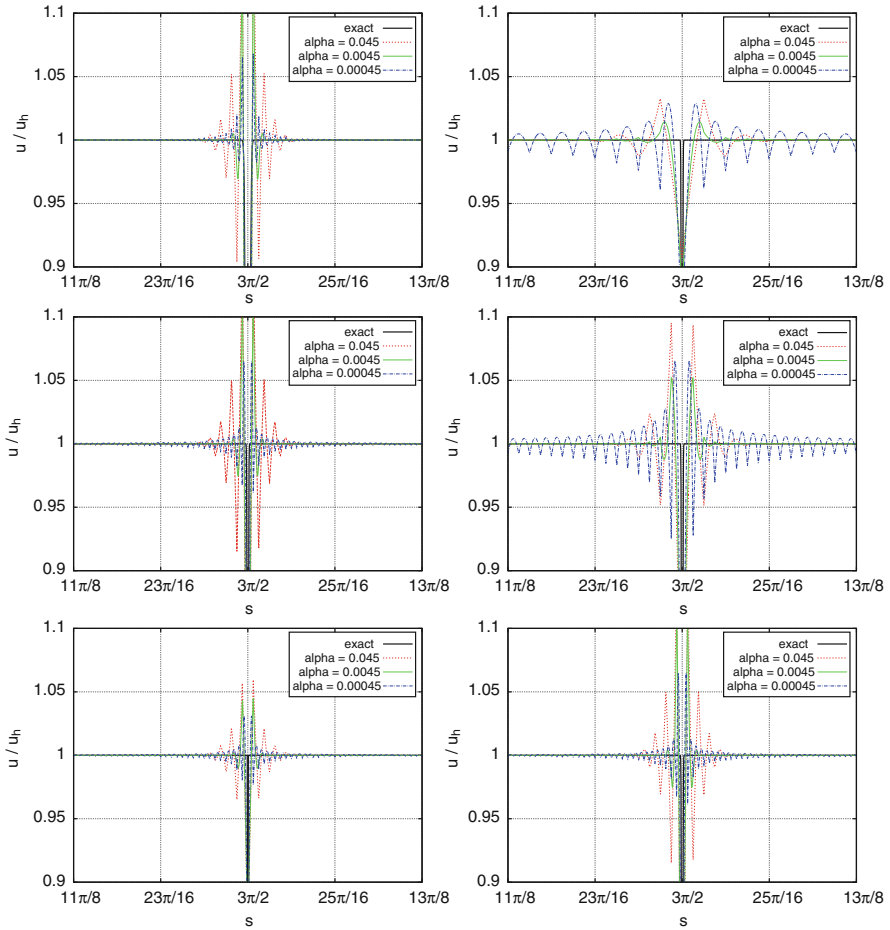 1.1
1.05
1
0.95
0.9
u / u_h
exact
alpha = 0.045
alpha = 0.0045
alpha = 0.00045
11π/8
23π/16
3π/2
25π/16
13π/8
s
1.1
1.05
1
0.95
0.9
u / u_h
exact
alpha = 0.045
alpha = 0.0045
alpha = 0.00045
11π/8
23π/16
3π/2
25π/16
13π/8
s
1.1
1.05
1
0.95
0.9
u / u_h
exact
alpha = 0.045
alpha = 0.0045
alpha = 0.00045
11π/8
23π/16
3π/2
25π/16
13π/8
s
1.1
1.05
1
0.95
0.9
u / u_h
exact
alpha = 0.045
alpha = 0.0045
alpha = 0.00045
11π/8
23π/16
3π/2
25π/16
13π/8
s
1.1
1.05
1
0.95
0.9
u / u_h
exact
alpha = 0.045
alpha = 0.0045
alpha = 0.00045
11π/8
23π/16
3π/2
25π/16
13π/8
s
1.1
1.05
1
0.95
0.9
u / u_h
exact
alpha = 0.045
alpha = 0.0045
alpha = 0.00045
11π/8
23π/16
3π/2
25π/16
13π/8
s